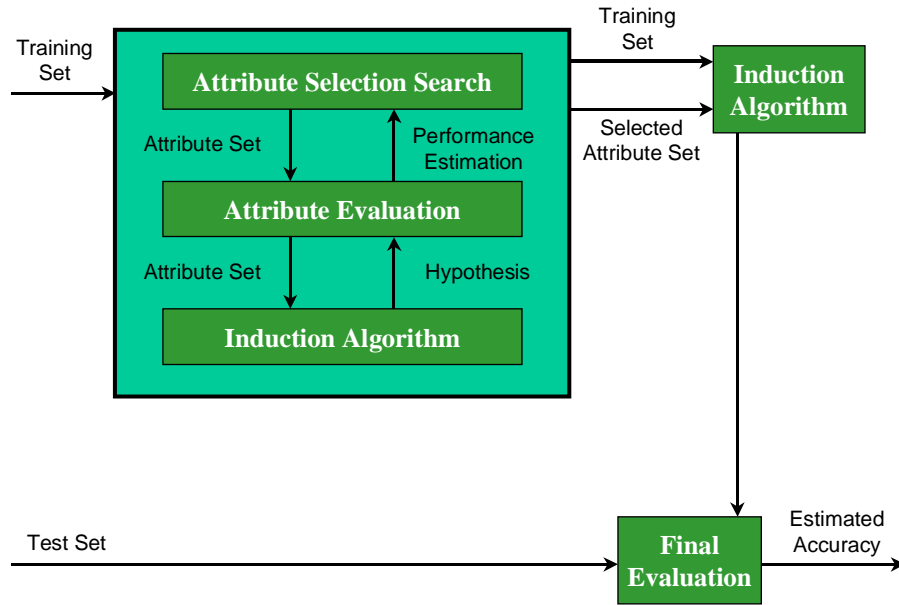 Training
Set
Attribute Selection Search
Attribute Set
Performance
Estimation
Attribute Evaluation
Attribute Set
Hypothesis
Induction Algorithm
Training
Set
Selected
Attribute Set
Induction
Algorithm
Test Set
Final
Evaluation
Estimated
Accuracy